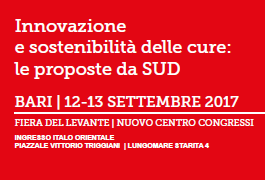 Innovazione
e sostenibilità delle cure:
le proposte da SUD
BARI | 12-13 SETTEMBRE 2017
FIERA DEL LEVANTE | NUOVO CENTRO CONGRESSI
INGRESSO ITALO ORIENTALE
PIAZZALE VITTORIO TRIGGIANI | LUNGOMARE STARITA 4